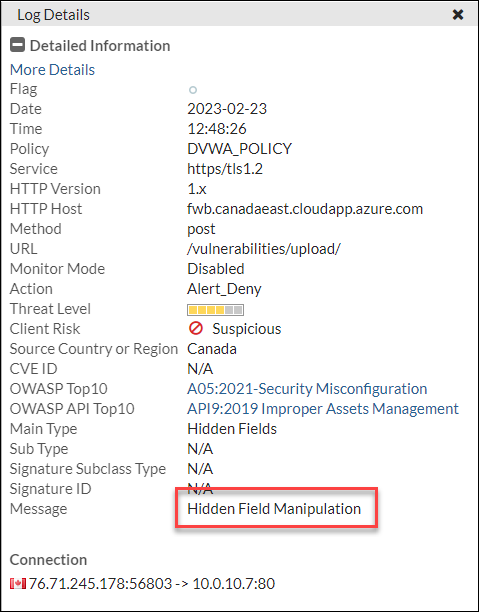 Log Details
Detailed Information
More Details
Flag
Date 2023-02-23
Time 12:48:26
Policy DVWA_POLICY
Service https/tls1.2
HTTP Version 1.x
HTTP Host fwb.canadaeast.cloudapp.azure.com
Method post
URL /vulnerabilities/upload/
Monitor Mode Disabled
Action Alert_Deny
Threat Level
Client Risk Suspicious
Source Country or Region Canada
CVE ID N/A
OWASP Top10 A05:2021-Security Misconfiguration
OWASP API Top10 API9:2019 Improper Assets Management
Main Type Hidden Fields
Sub Type N/A
Signature Subclass Type N/A
Signature ID N/A
Message Hidden Field Manipulation
Connection
76.71.245.178:56803 -> 10.0.10.7:80